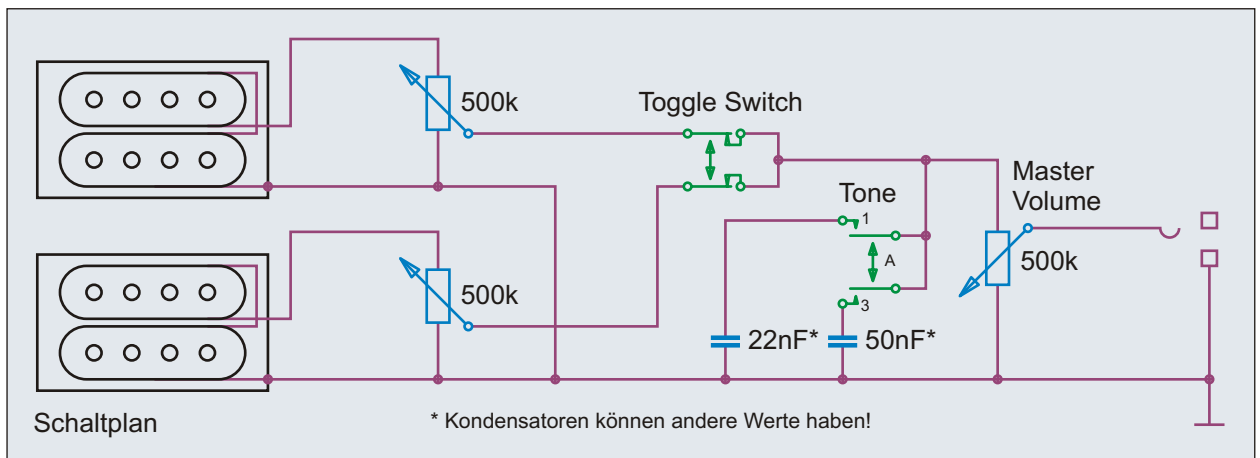 500k
Toggle Switch
Master
Volume
Tone
1
A
500k
500k
3
22nF*
50nF*
Schaltplan
* Kondensatoren können andere Werte haben!